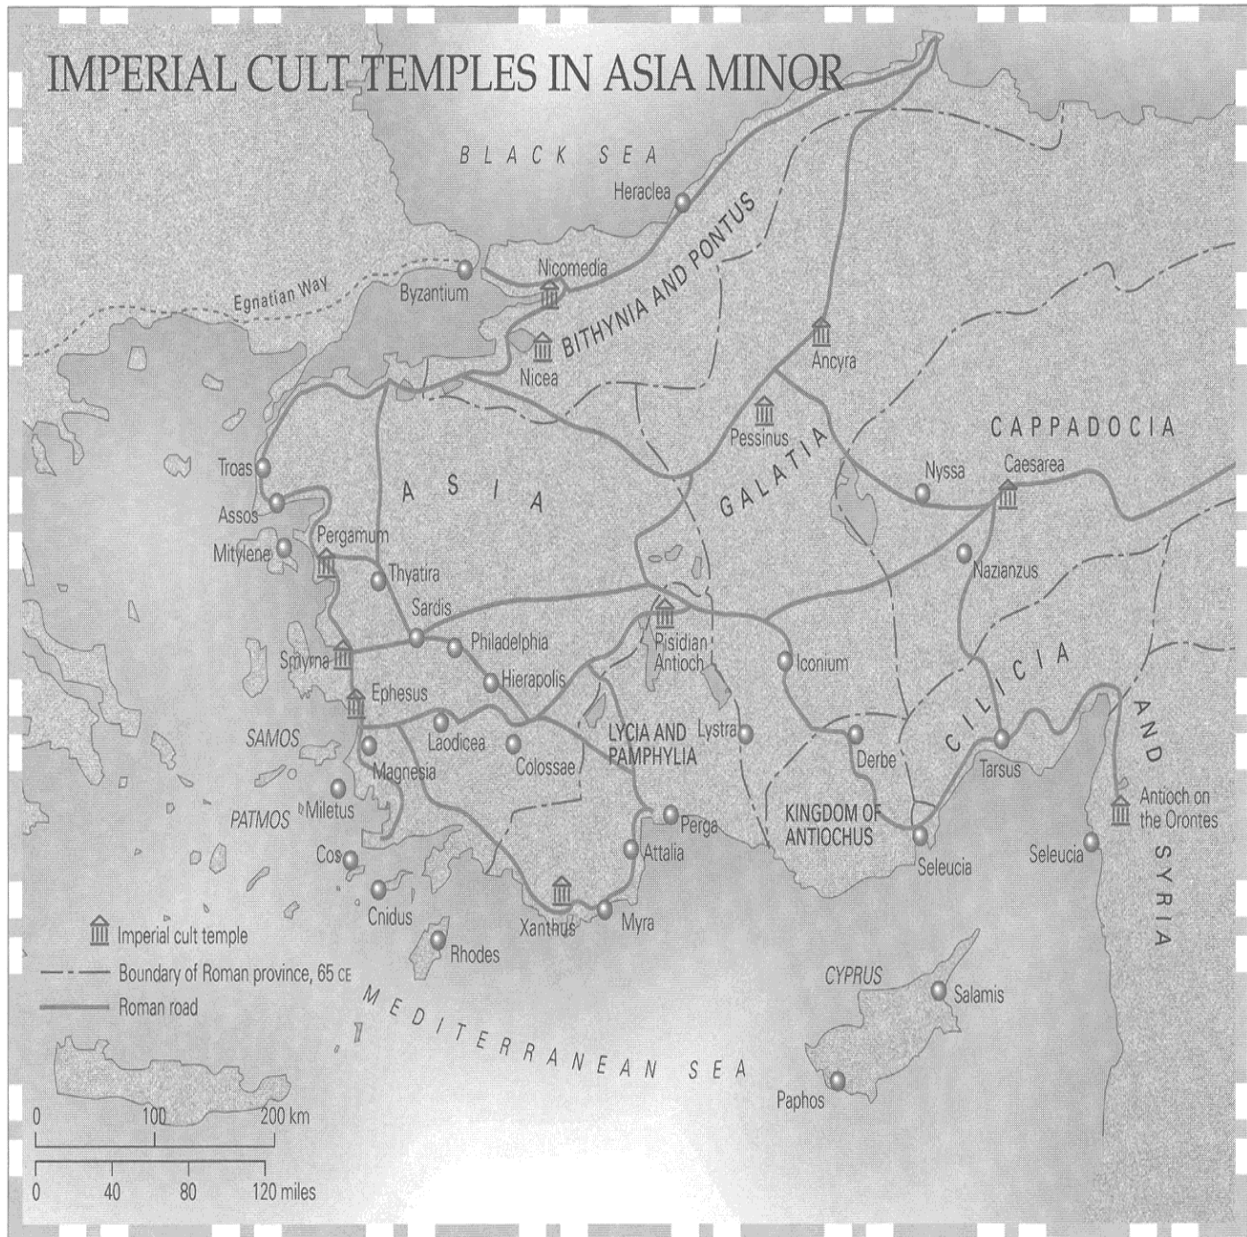 IMPERIAL CULT TEMPLES IN ASIA MINOR
BLACK SEA
Heraclea
Nicomedia
Byzantium
Egnatian Way
BITHYNIA AND PONTUS
Nicea
Ancyra
Pessinus
GALATIA
CAPPADOCIA
Caesarea
Nyssa
Nazianzus
Troas
ASIA
Assos
Mitylene
Pergamum
Thyatira
Sardis
Philadelphia
Smyrna
Hierapolis
Pisidian
Antioch
Iconium
Ephesus
SAMOS
Laodicea
Colossae
LYCIA AND
PAMPHYLIA
Lystra
Derbe
CILICIA
AND
SYRIA
Tarsus
Magnesia
Miletus
PATMOS
Perga
KINGDOM OF
ANTIOCHUS
Antioch on
the Orontes
Cos
Attalia
Seleucia
Seleucia
Cnidus
Xanthus
Myra
Rhodes
Imperial cult temple
Boundary of Roman province, 65 CE
Roman road
MEDITERRANEAN SEA
CYPRUS
Salamis
Paphos
0 100 200 km
0 40 80 120 miles